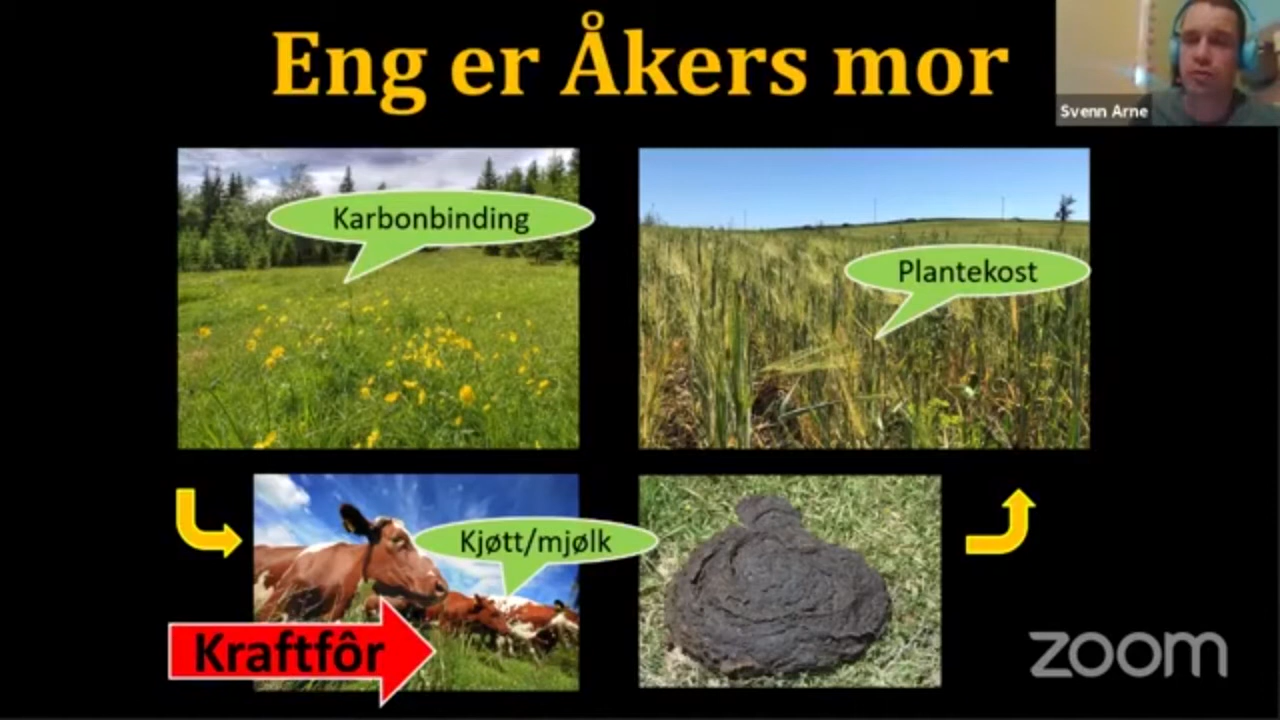 Eng er Åkers mor
Svenn Arne
Karbonbinding
Plantekost
Kjøtt/mjølk
Kraftfôr
zoom